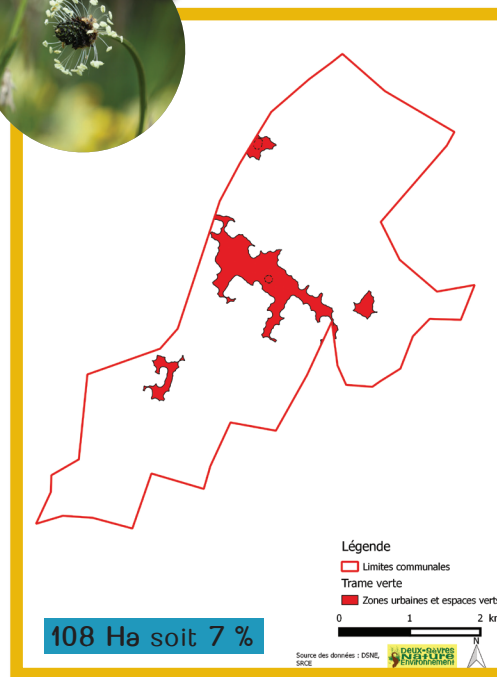 Légende
Limites communales
Trame verte
Zones urbaines et espaces verts
0 1 2 km
108 Ha soit 7 %
Source des données : DSNE,
SRCE
DEUX-SÈVRES
NATURE
ENVIRONNEMENT
N